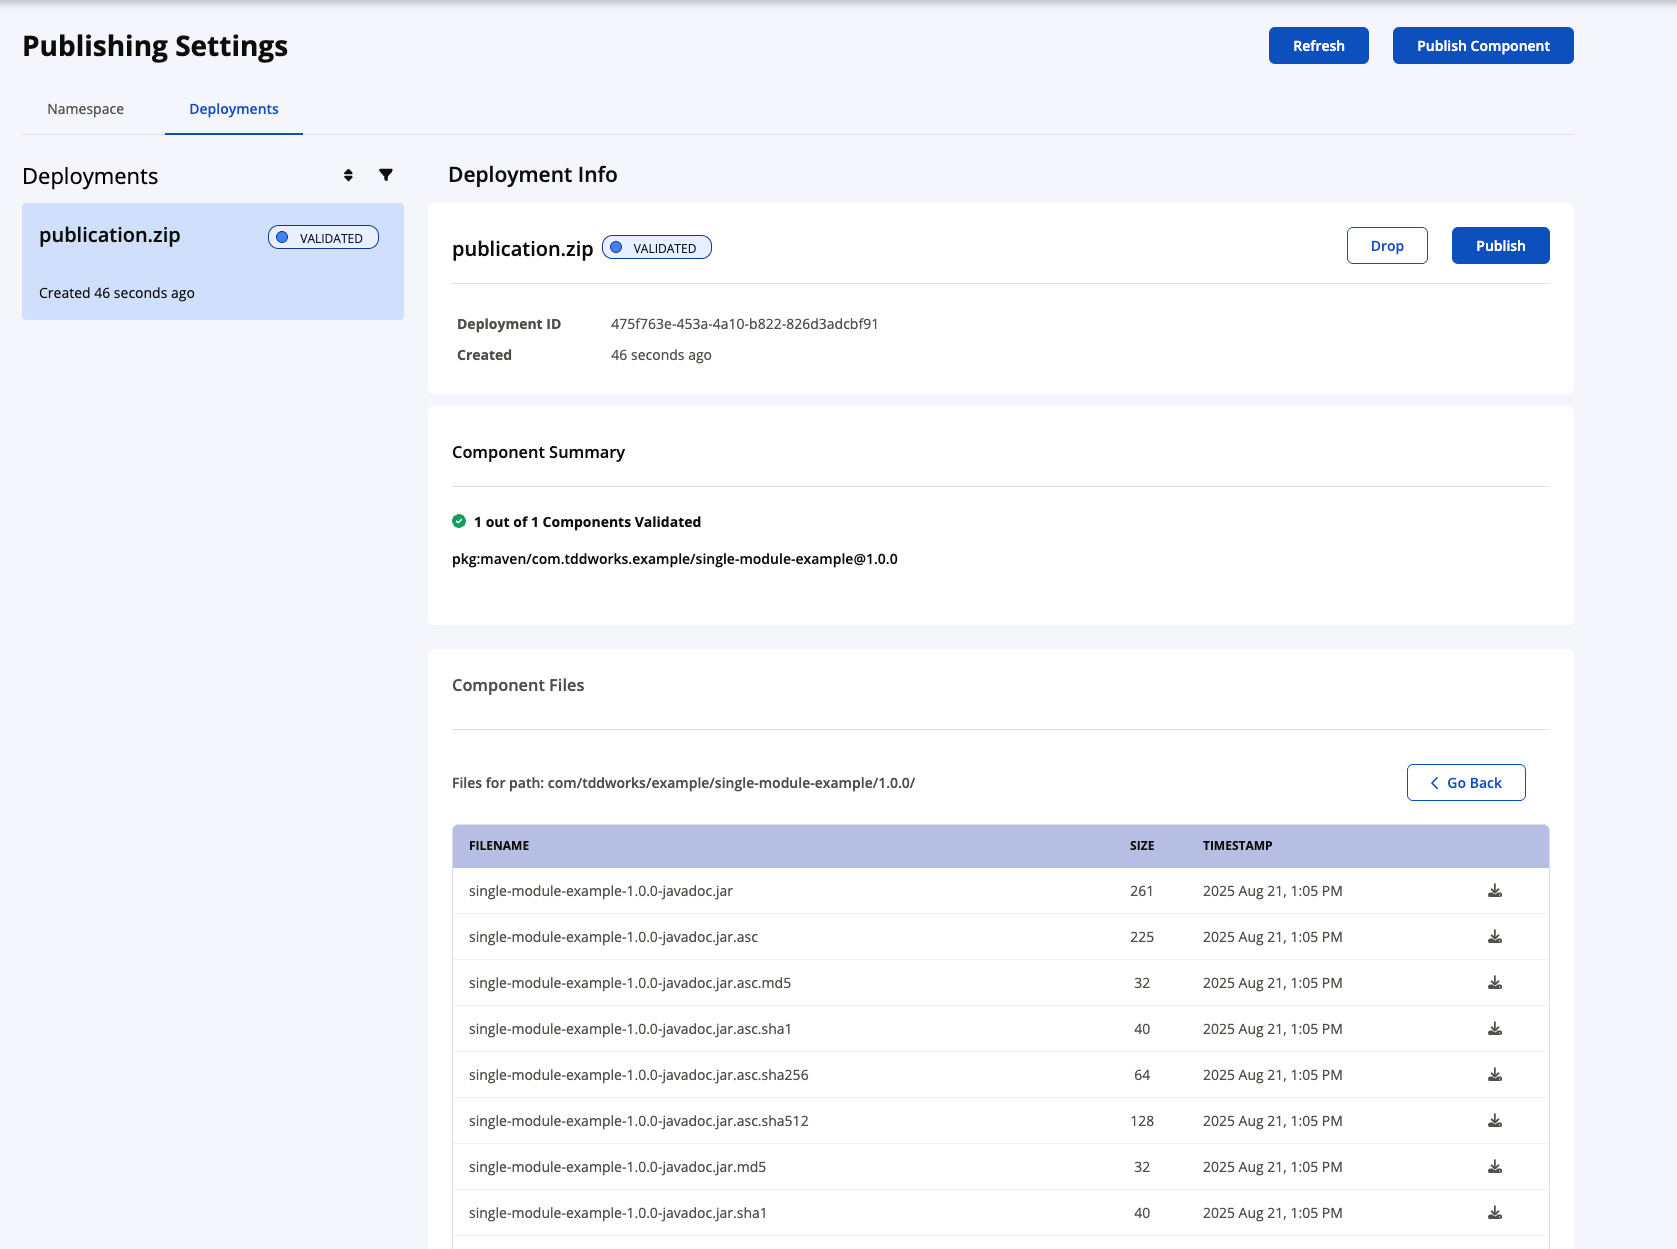 Publishing Settings
Refresh
Publish Component
Namespace
Deployments
Deployments
publication.zip
VALIDATED
Created 46 seconds ago
Deployment Info
publication.zip
VALIDATED
Drop
Publish
Deployment ID 475f763e-453a-4a10-b822-826d3adcbf91
Created 46 seconds ago
Component Summary
1 out of 1 Components Validated
pkg:maven/com.tddworks.example/single-module-example@1.0.0
Component Files
Files for path: com/tddworks/example/single-module-example/1.0.0/
Go Back
FILENAME SIZE TIMESTAMP
single-module-example-1.0.0-javadoc.jar 261 2025 Aug 21, 1:05 PM
single-module-example-1.0.0-javadoc.jar.asc 225 2025 Aug 21, 1:05 PM
single-module-example-1.0.0-javadoc.jar.asc.md5 32 2025 Aug 21, 1:05 PM
single-module-example-1.0.0-javadoc.jar.asc.sha1 40 2025 Aug 21, 1:05 PM
single-module-example-1.0.0-javadoc.jar.asc.sha256 64 2025 Aug 21, 1:05 PM
single-module-example-1.0.0-javadoc.jar.asc.sha512 128 2025 Aug 21, 1:05 PM
single-module-example-1.0.0-javadoc.jar.md5 32 2025 Aug 21, 1:05 PM
single-module-example-1.0.0-javadoc.jar.sha1 40 2025 Aug 21, 1:05 PM